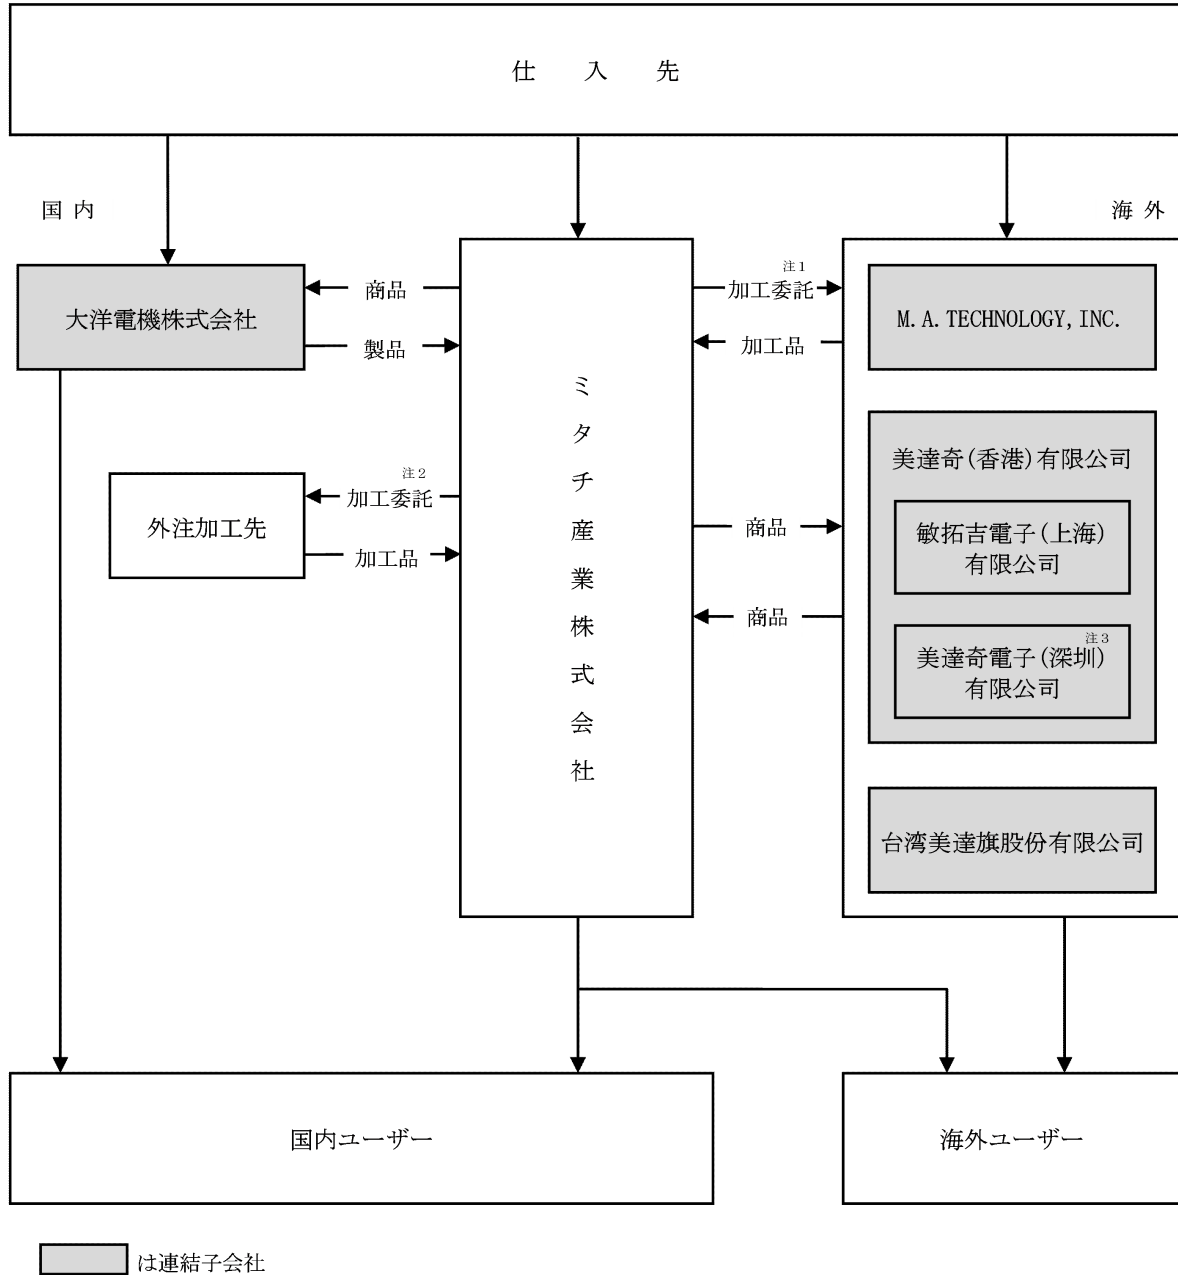 仕入先
国内
海外
注1
商品
加工委託
大洋電機株式会社
M.A.TECHNOLOGY,INC.
製品
加工品
ミタチ産業株式会社
美達奇(香港)有限公司
注2
加工委託
外注加工先
商品
敏拓吉電子(上海)
有限公司
加工品
商品
注3
美達奇電子(深圳)
有限公司
台湾美達旗股份有限公司
国内ユーザー
海外ユーザー
は連結子会社